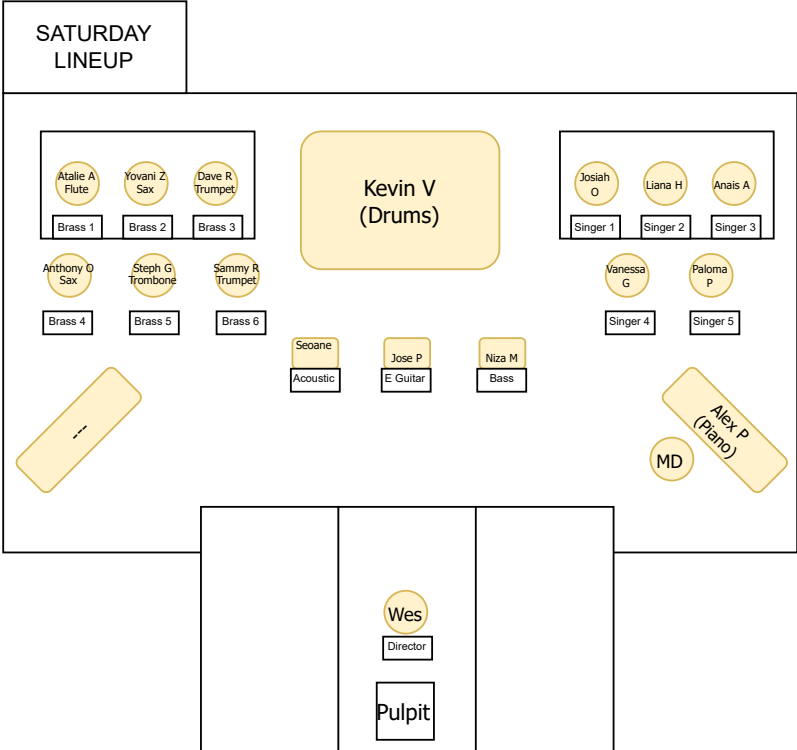 SATURDAY
LINEUP
Atalie A
Flute
Yovani Z
Sax
Dave R
Trumpet
Brass 1
Brass 2
Brass 3
Kevin V
(Drums)
Josiah
O
Liana H
Anais A
Singer 1
Singer 2
Singer 3
Anthony O
Sax
Steph G
Trombone
Sammy R
Trumpet
Brass 4
Brass 5
Brass 6
Vanessa
G
Paloma
P
Singer 4
Singer 5
Seoane
Jose P
Niza M
Acoustic
E Guitar
Bass
---
Alex P
(Piano)
MD
Wes
Director
Pulpit